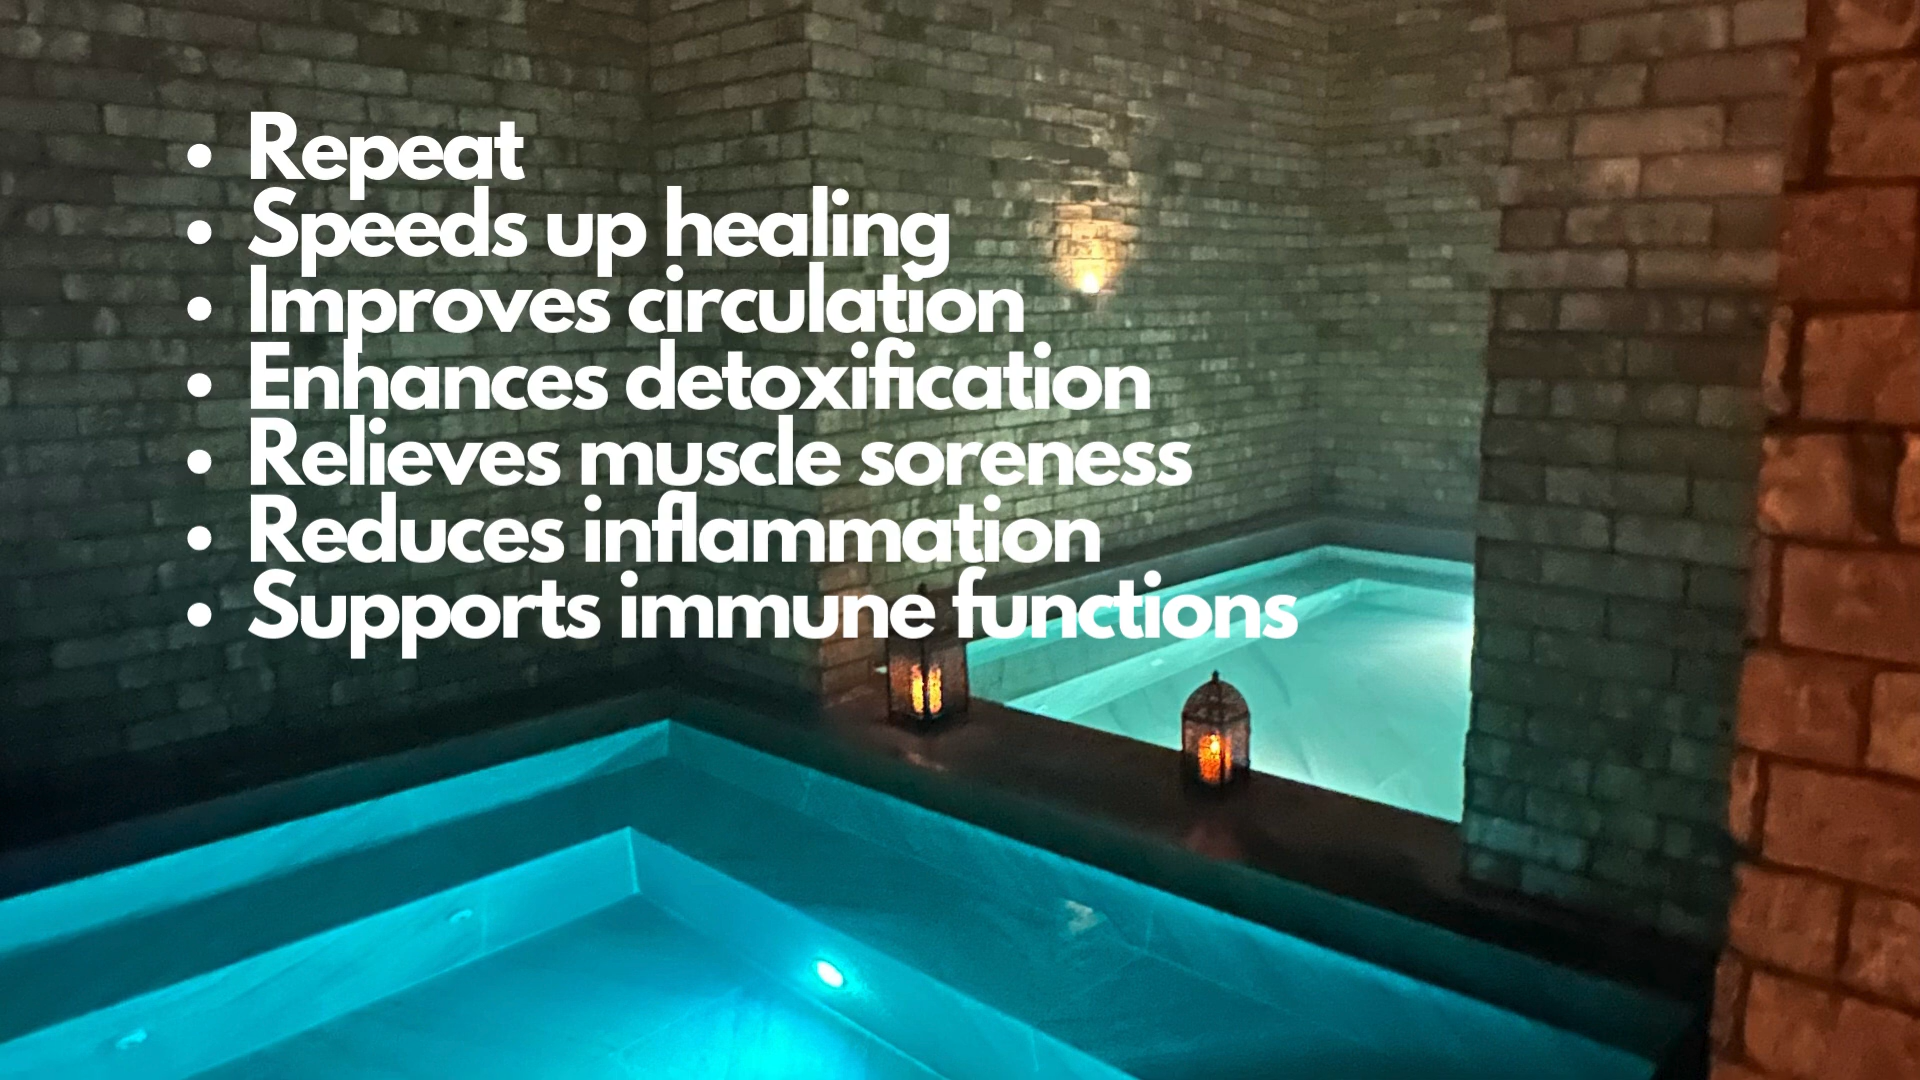 • Repeat
• Speeds up healing
• Improves circulation
• Enhances detoxification
• Relieves muscle soreness
• Reduces inflammation
• Supports immune functions